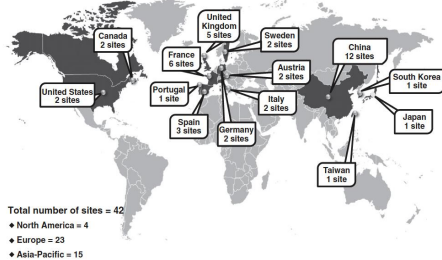 United
Kingdom
5 sites
Canada
2 sites
Sweden
2 sites
China
12 sites
France
6 sites
Austria
2 sites
South Korea
1 site
United States
2 sites
Portugal
1 site
Italy
2 sites
Japan
1 site
Spain
3 sites
Germany
2 sites
Taiwan
1 site
Total number of sites = 42
◆ North America = 4
◆ Europe = 23
◆ Asia-Pacific = 15